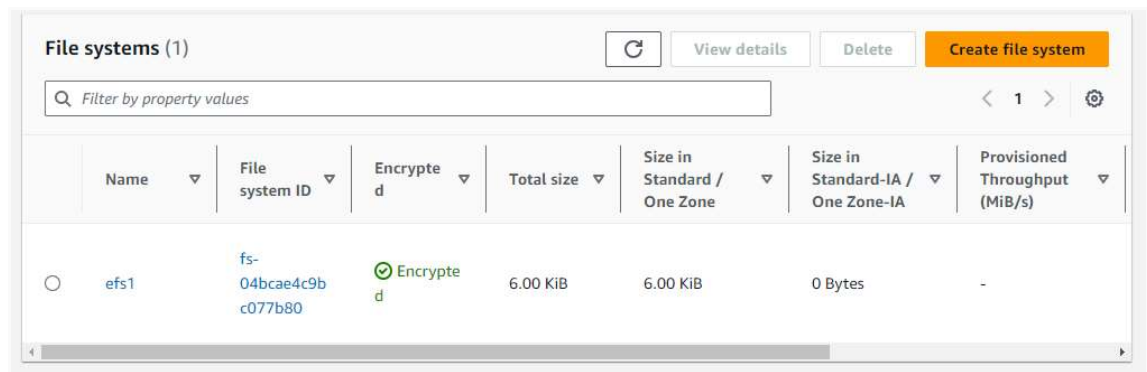 File systems (1)
View details
Delete
Create file system
Filter by property values
1
Name
File
system ID
Encrypte
d
Total size
Size in
Standard /
One Zone
Size in
Standard-IA /
One Zone-IA
Provisioned
Throughput
(MiB/s)
efs1
fs-
04bcae4c9b
c077b80
Encrypte
d
6.00 KiB
6.00 KiB
0 Bytes
-